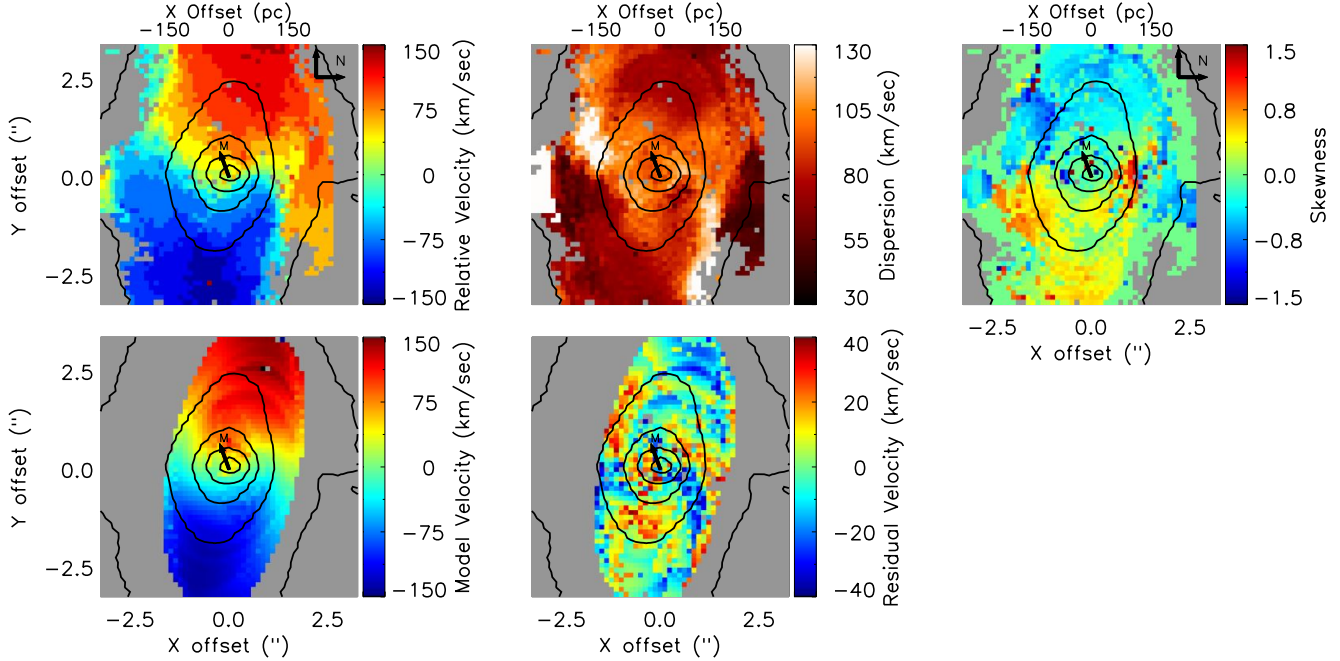 X Offset (pc)
−150 0 150
2.5
0.0
−2.5
Y offset (")
N
M
150
75
0
−75
−150
Relative Velocity (km/sec)
X Offset (pc)
−150 0 150
M
130
105
80
55
30
Dispersion (km/sec)
X Offset (pc)
−150 0 150
N
M
1.5
0.8
0.0
−0.8
−1.5
Skewness
−2.5 0.0 2.5
X offset (")
2.5
0.0
−2.5
Y offset (")
M
−2.5 0.0 2.5
X offset (")
150
75
0
−75
−150
Model Velocity (km/sec)
M
−2.5 0.0 2.5
X offset (")
40
20
0
−20
−40
Residual Velocity (km/sec)